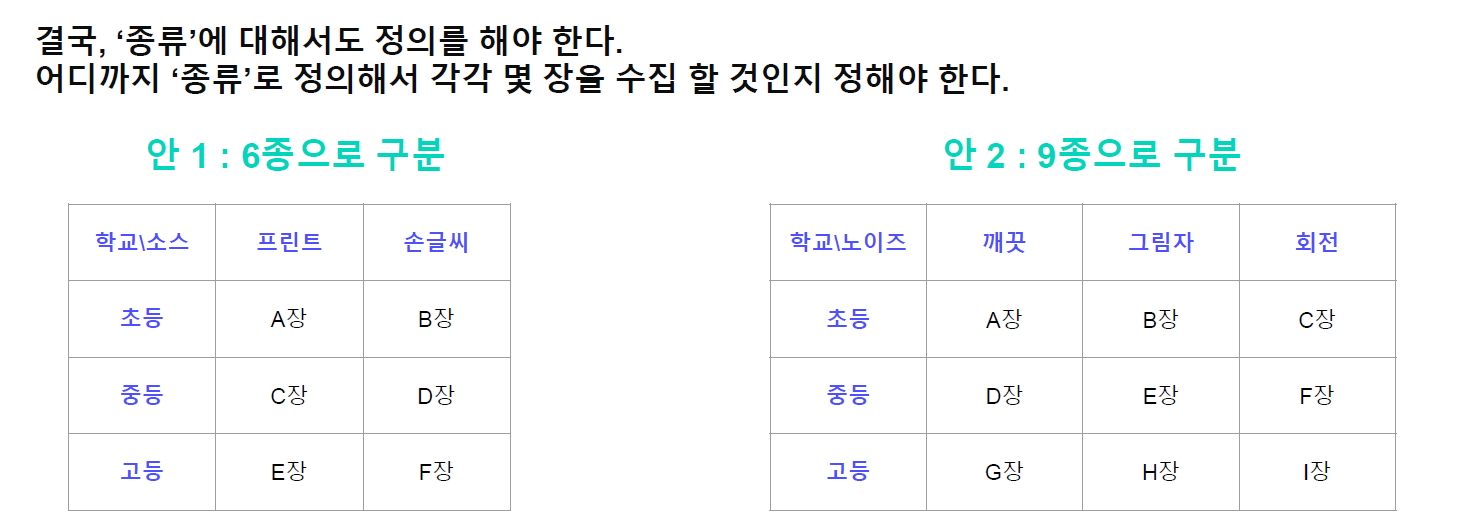 결국, ‘종류’에 대해서도 정의를 해야 한다.
어디까지 ‘종류’로 정의해서 각각 몇 장을 수집 할 것인지 정해야 한다.
안 1 : 6종으로 구분
학교\소스 프린트 손글씨
초등 A장 B장
중등 C장 D장
고등 E장 F장
안 2 : 9종으로 구분
학교\노이즈 깨끗 그림자 회전
초등 A장 B장 C장
중등 D장 E장 F장
고등 G장 H장 I장